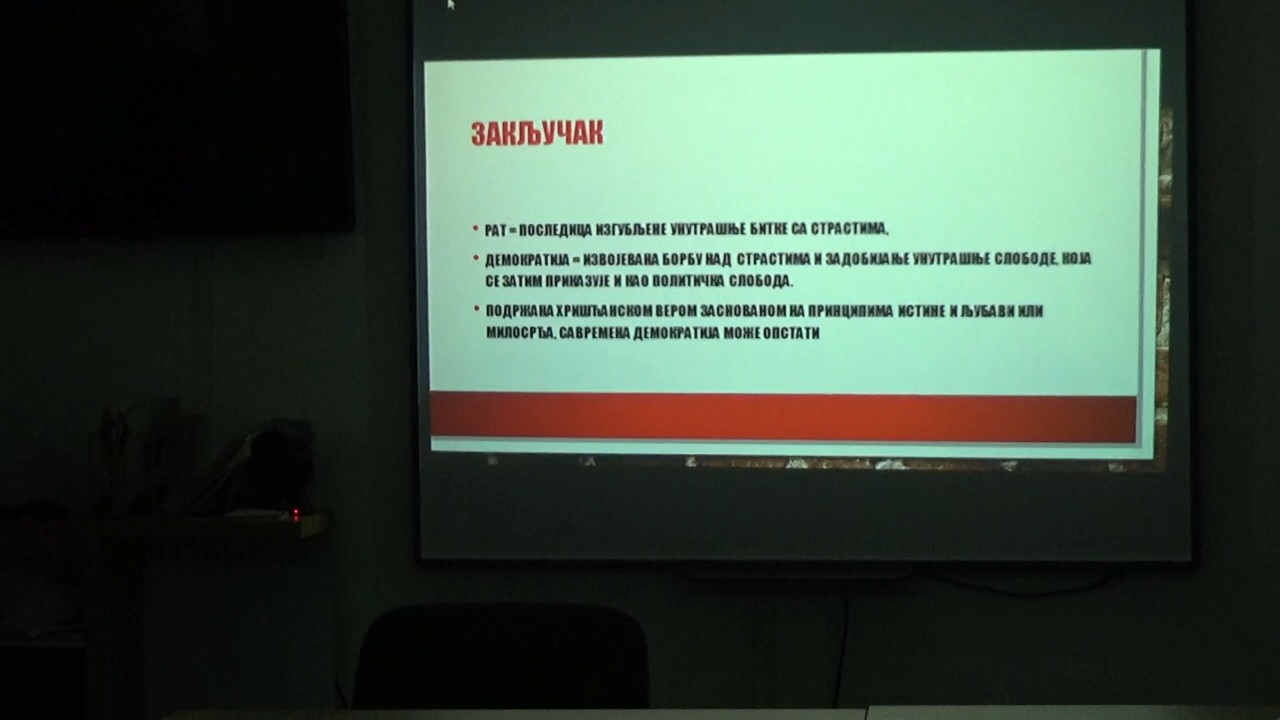 ЗАКЉУЧАК
РАТ = ПОСЛЕДИЦА ИЗГУБЉЕНЕ УНУТРАШЊЕ БИТКЕ СА СТРАСТИМА,
ДЕМОКРАТИЈА = ИЗВОЈЕВАНА БОРБУ НАД СТРАСТИМА И ЗАДОБИЈАЊЕ УНУТРАШЊЕ СЛОБОДЕ, КОЈА
СЕ ЗАТИМ ПРИКАЗУЈЕ И КАО ПОЛИТИЧКА СЛОБОДА.
ПОДРЖАНА ХРИШЋАНСКОМ ВЕРОМ ЗАСНОВАНОМ НА ПРИНЦИПИМА ИСТИНЕ И ЉУБАВИ ИЛИ
МИЛОСРЂА, САВРЕМЕНА ДЕМОКРАТИЈА МОЖЕ ОПСТАТИ